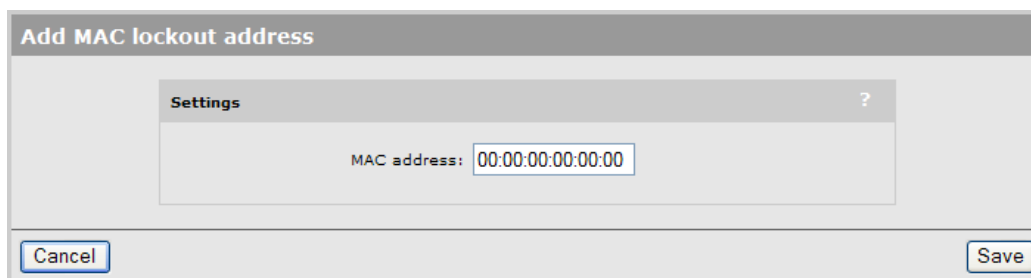 Add MAC lockout address
Settings ?
MAC address: 00:00:00:00:00:00
Cancel Save